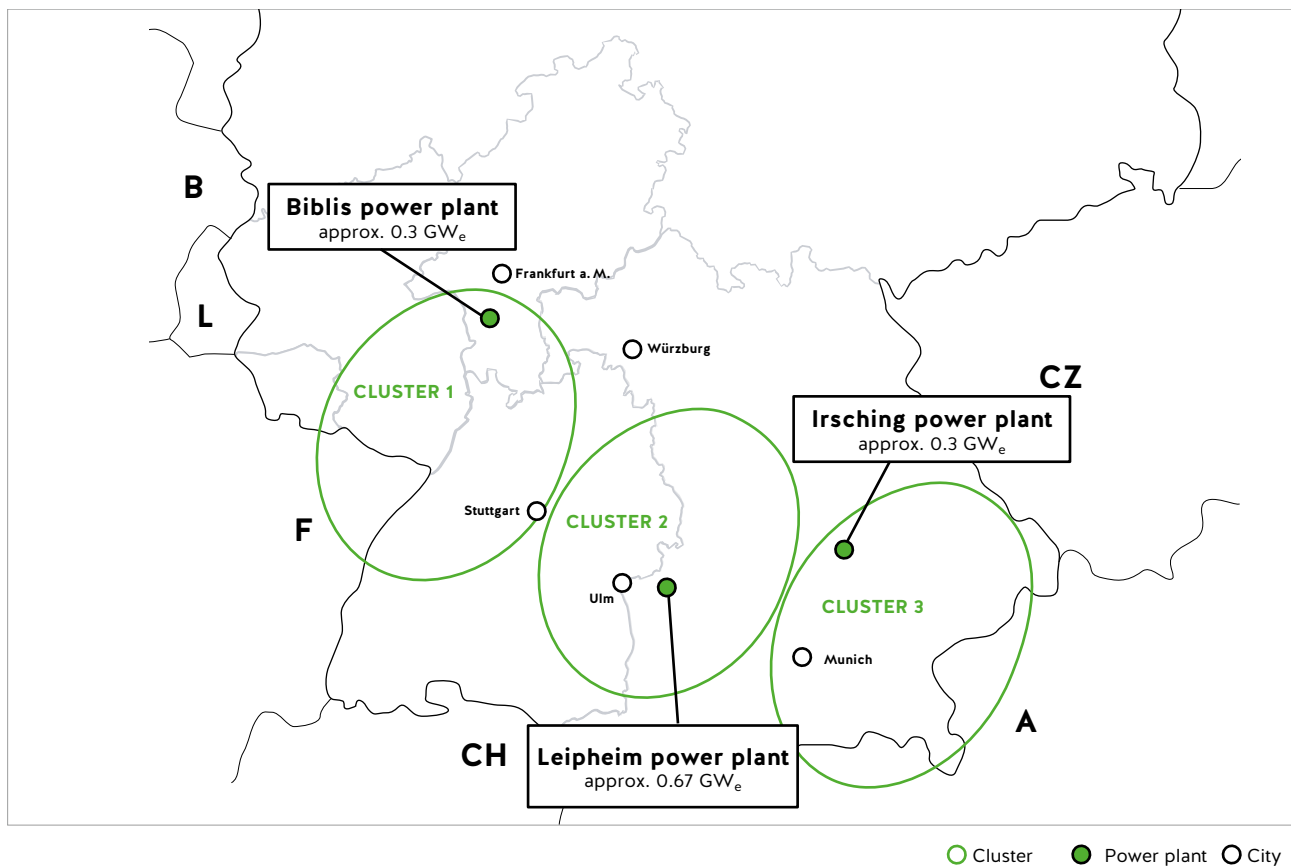 B
Biblis power plant
approx. 0.3 GWₑ
Frankfurt a. M.
L
Würzburg
CLUSTER 1
CZ
Irsching power plant
approx. 0.3 GWₑ
Stuttgart
CLUSTER 2
F
Ulm
CLUSTER 3
Munich
A
CH
Leipheim power plant
approx. 0.67 GWₑ
Cluster
Power plant
City